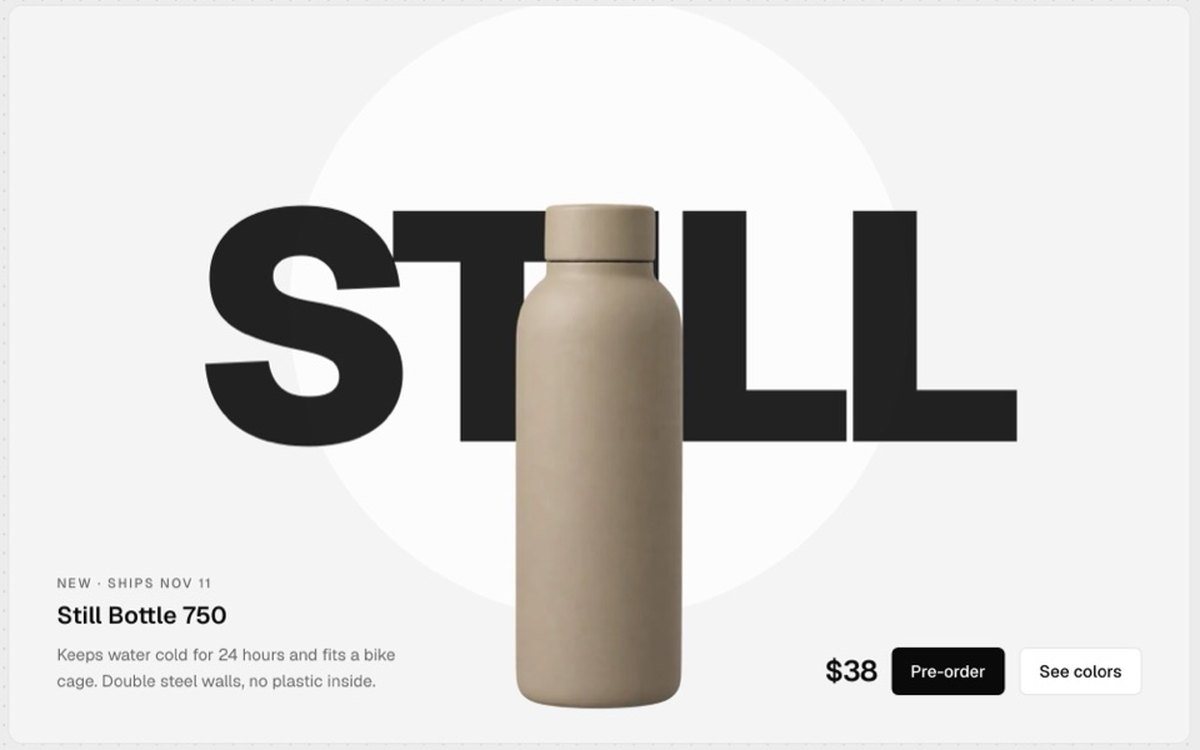 STILL
NEW · SHIPS NOV 11
Still Bottle 750
Keeps water cold for 24 hours and fits a bike
cage. Double steel walls, no plastic inside.
$38
Pre-order
See colors